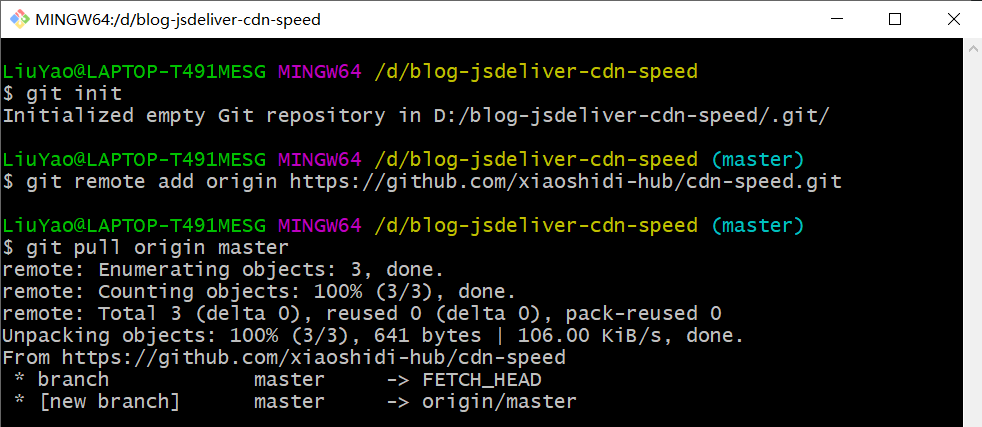 MINGW64:/d/blog-jsdeliver-cdn-speed
LiuYao@LAPTOP-T491MESG MINGW64 /d/blog-jsdeliver-cdn-speed
$ git init
Initialized empty Git repository in D:/blog-jsdeliver-cdn-speed/.git/
LiuYao@LAPTOP-T491MESG MINGW64 /d/blog-jsdeliver-cdn-speed (master)
$ git remote add origin https://github.com/xiaoshidi-hub/cdn-speed.git
LiuYao@LAPTOP-T491MESG MINGW64 /d/blog-jsdeliver-cdn-speed (master)
$ git pull origin master
remote: Enumerating objects: 3, done.
remote: Counting objects: 100% (3/3), done.
remote: Total 3 (delta 0), reused 0 (delta 0), pack-reused 0
Unpacking objects: 100% (3/3), 641 bytes | 106.00 KiB/s, done.
From https://github.com/xiaoshidi-hub/cdn-speed
 * branch            master     -> FETCH_HEAD
 * [new branch]      master     -> origin/master